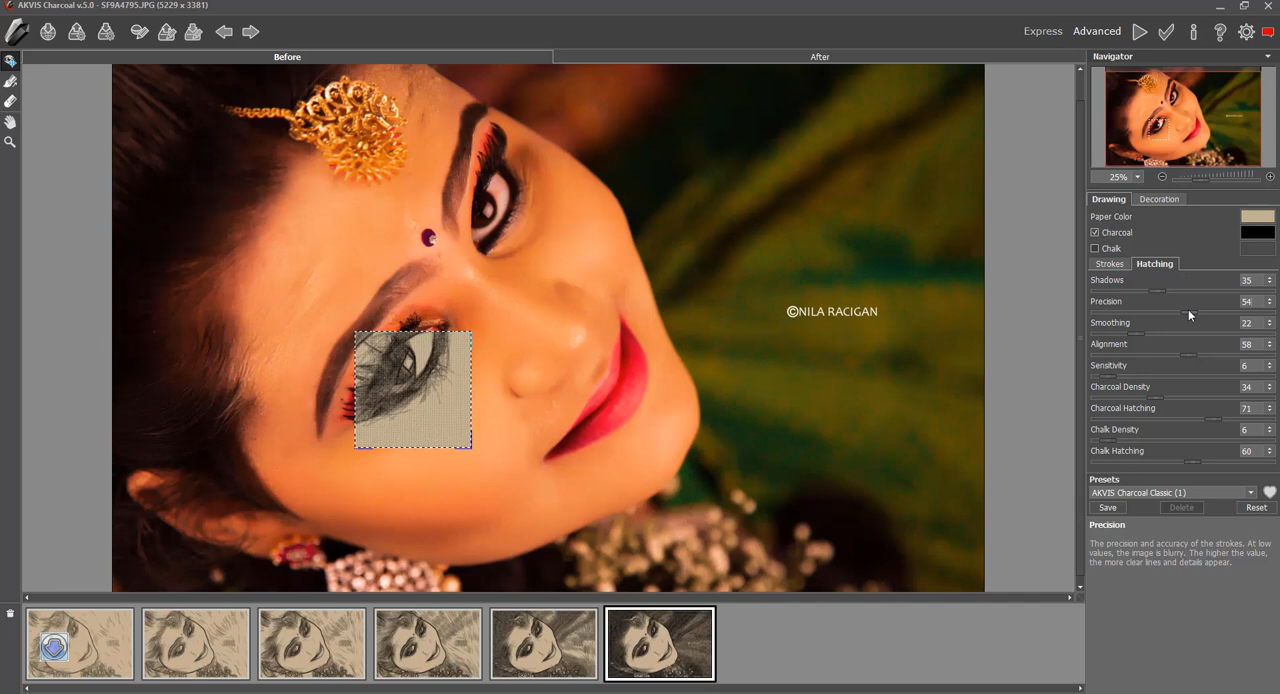 AKVIS Charcoal v.5.0 - SF9A4795.JPG (5229 x 3381)
Express Advanced
Before After
Navigator
25%
Drawing Decoration
Paper Color
Charcoal
Chalk
Strokes Hatching
Shadows 35
Precision 54
Smoothing 22
Alignment 58
Sensitivity 6
Charcoal Density 34
Charcoal Hatching 71
Chalk Density 6
Chalk Hatching 60
Presets
AKVIS Charcoal Classic (1)
Save Delete Reset
Precision
The precision and accuracy of the strokes. At low
values, the image is blurry. The higher the value,
the more clear lines and details appear.
©NILA RACIGAN